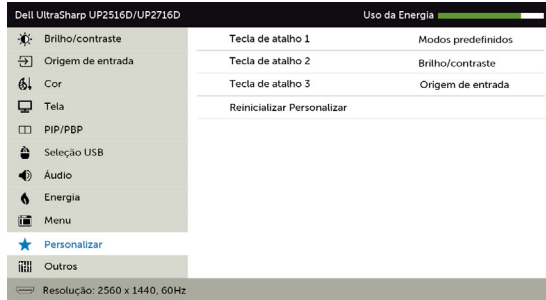 Dell UltraSharp UP2516D/UP2716D Uso da Energia
Brilho/contraste Tecla de atalho 1 Modos predefinidos
Origem de entrada Tecla de atalho 2 Brilho/contraste
Cor Tecla de atalho 3 Origem de entrada
Tela Reinicializar Personalizar
PIP/PBP
Seleção USB
Áudio
Energia
Menu
Personalizar
Outros
Resolução: 2560 x 1440, 60Hz